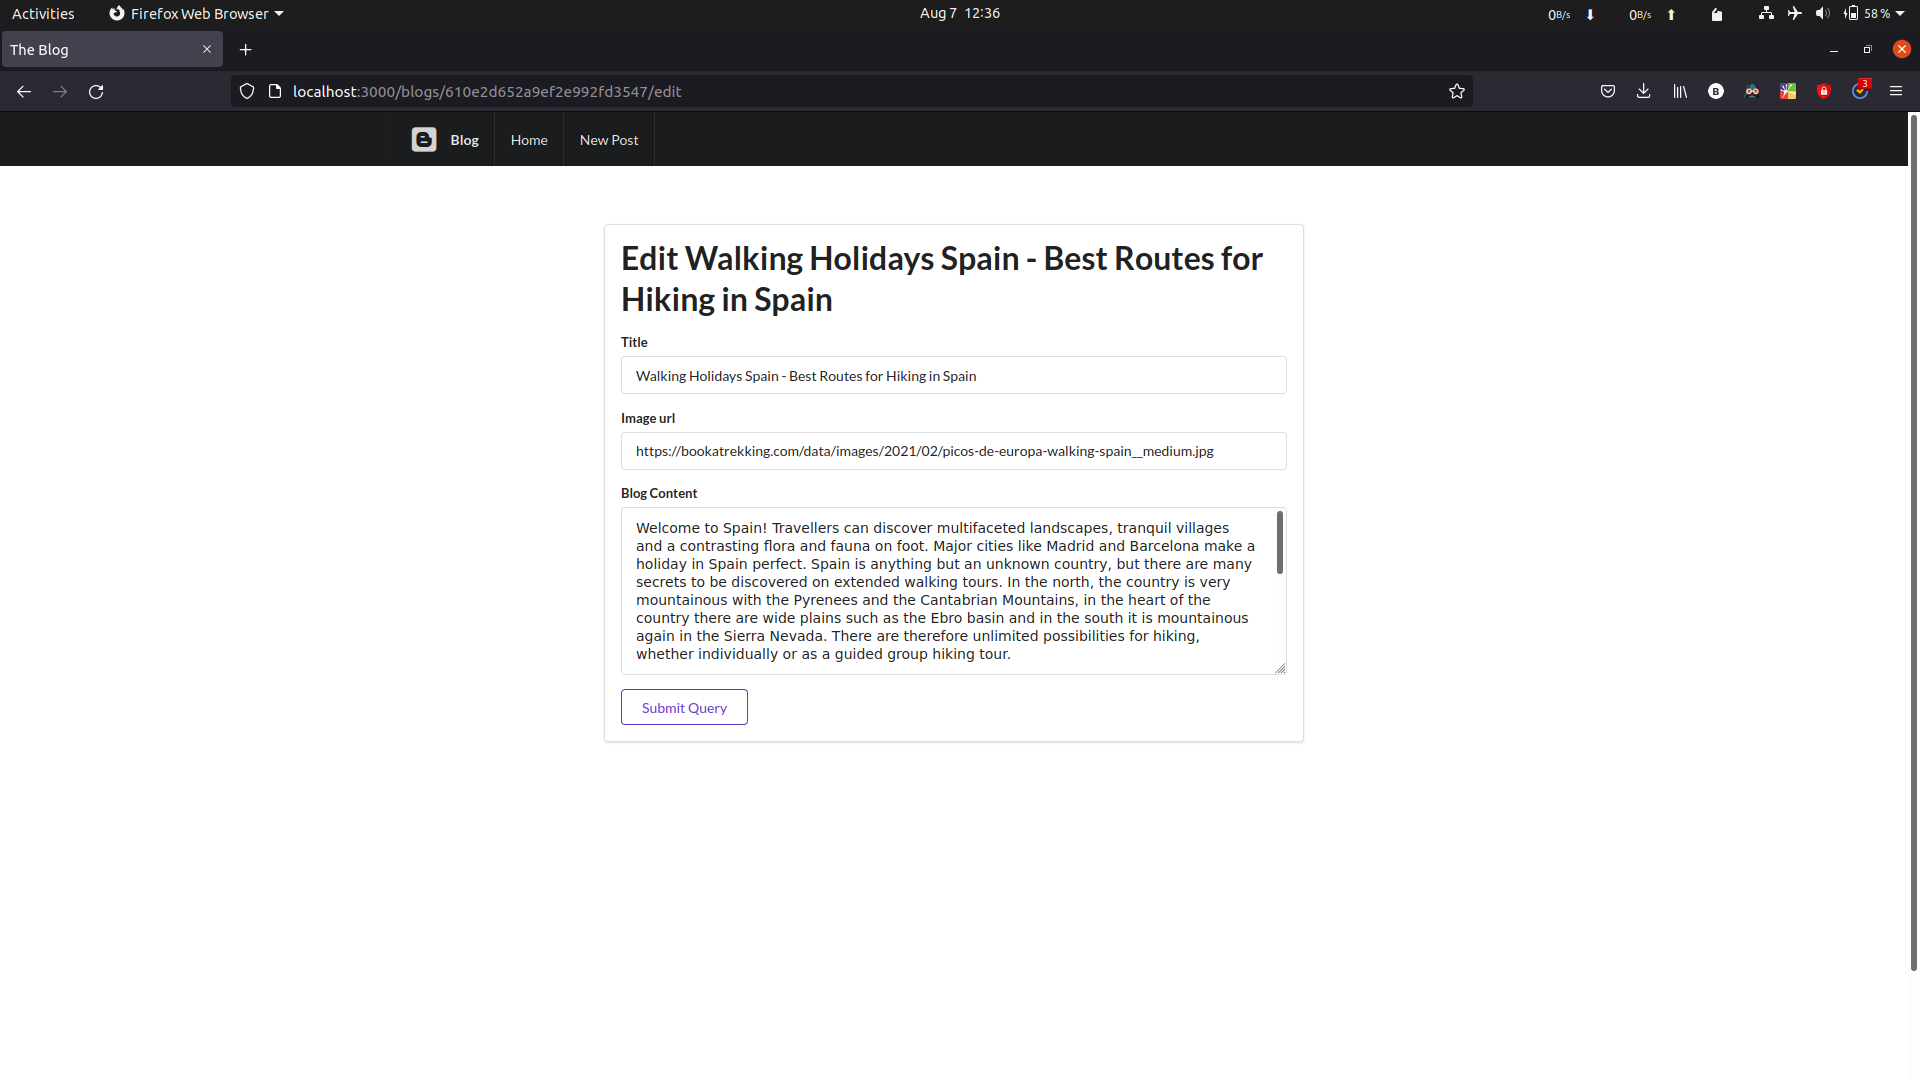 Activities
Firefox Web Browser
Aug 7 12:36
0B/s
0B/s
58 %
The Blog
localhost:3000/blogs/610e2d652a9ef2e992fd3547/edit
B
3
Blog
Home
New Post
Edit Walking Holidays Spain - Best Routes for
Hiking in Spain
Title
Walking Holidays Spain - Best Routes for Hiking in Spain
Image url
https://bookatrekking.com/data/images/2021/02/picos-de-europa-walking-spain__medium.jpg
Blog Content
Welcome to Spain! Travellers can discover multifaceted landscapes, tranquil villages
and a contrasting flora and fauna on foot. Major cities like Madrid and Barcelona make a
holiday in Spain perfect. Spain is anything but an unknown country, but there are many
secrets to be discovered on extended walking tours. In the north, the country is very
mountainous with the Pyrenees and the Cantabrian Mountains, in the heart of the
country there are wide plains such as the Ebro basin and in the south it is mountainous
again in the Sierra Nevada. There are therefore unlimited possibilities for hiking,
whether individually or as a guided group hiking tour.
Submit Query